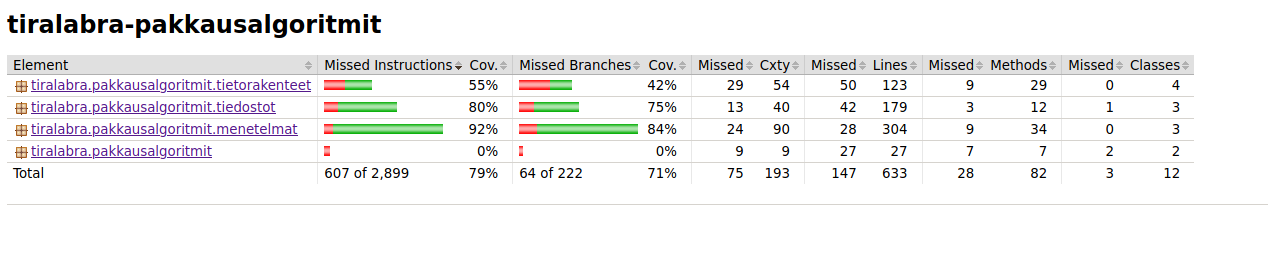 tiralabra-pakkausalgoritmit
Element Missed Instructions Cov. Missed Branches Cov. Missed Cxty Missed Lines Missed Methods Missed Classes
tiralabra.pakkausalgoritmit.tietorakenteet 55% 42% 29 54 50 123 9 29 0 4
tiralabra.pakkausalgoritmit.tiedostot 80% 75% 13 40 42 179 3 12 1 3
tiralabra.pakkausalgoritmit.menetelmat 92% 84% 24 90 28 304 9 34 0 3
tiralabra.pakkausalgoritmit 0% 0% 9 9 27 27 7 7 2 2
Total 607 of 2,899 79% 64 of 222 71% 75 193 147 633 28 82 3 12